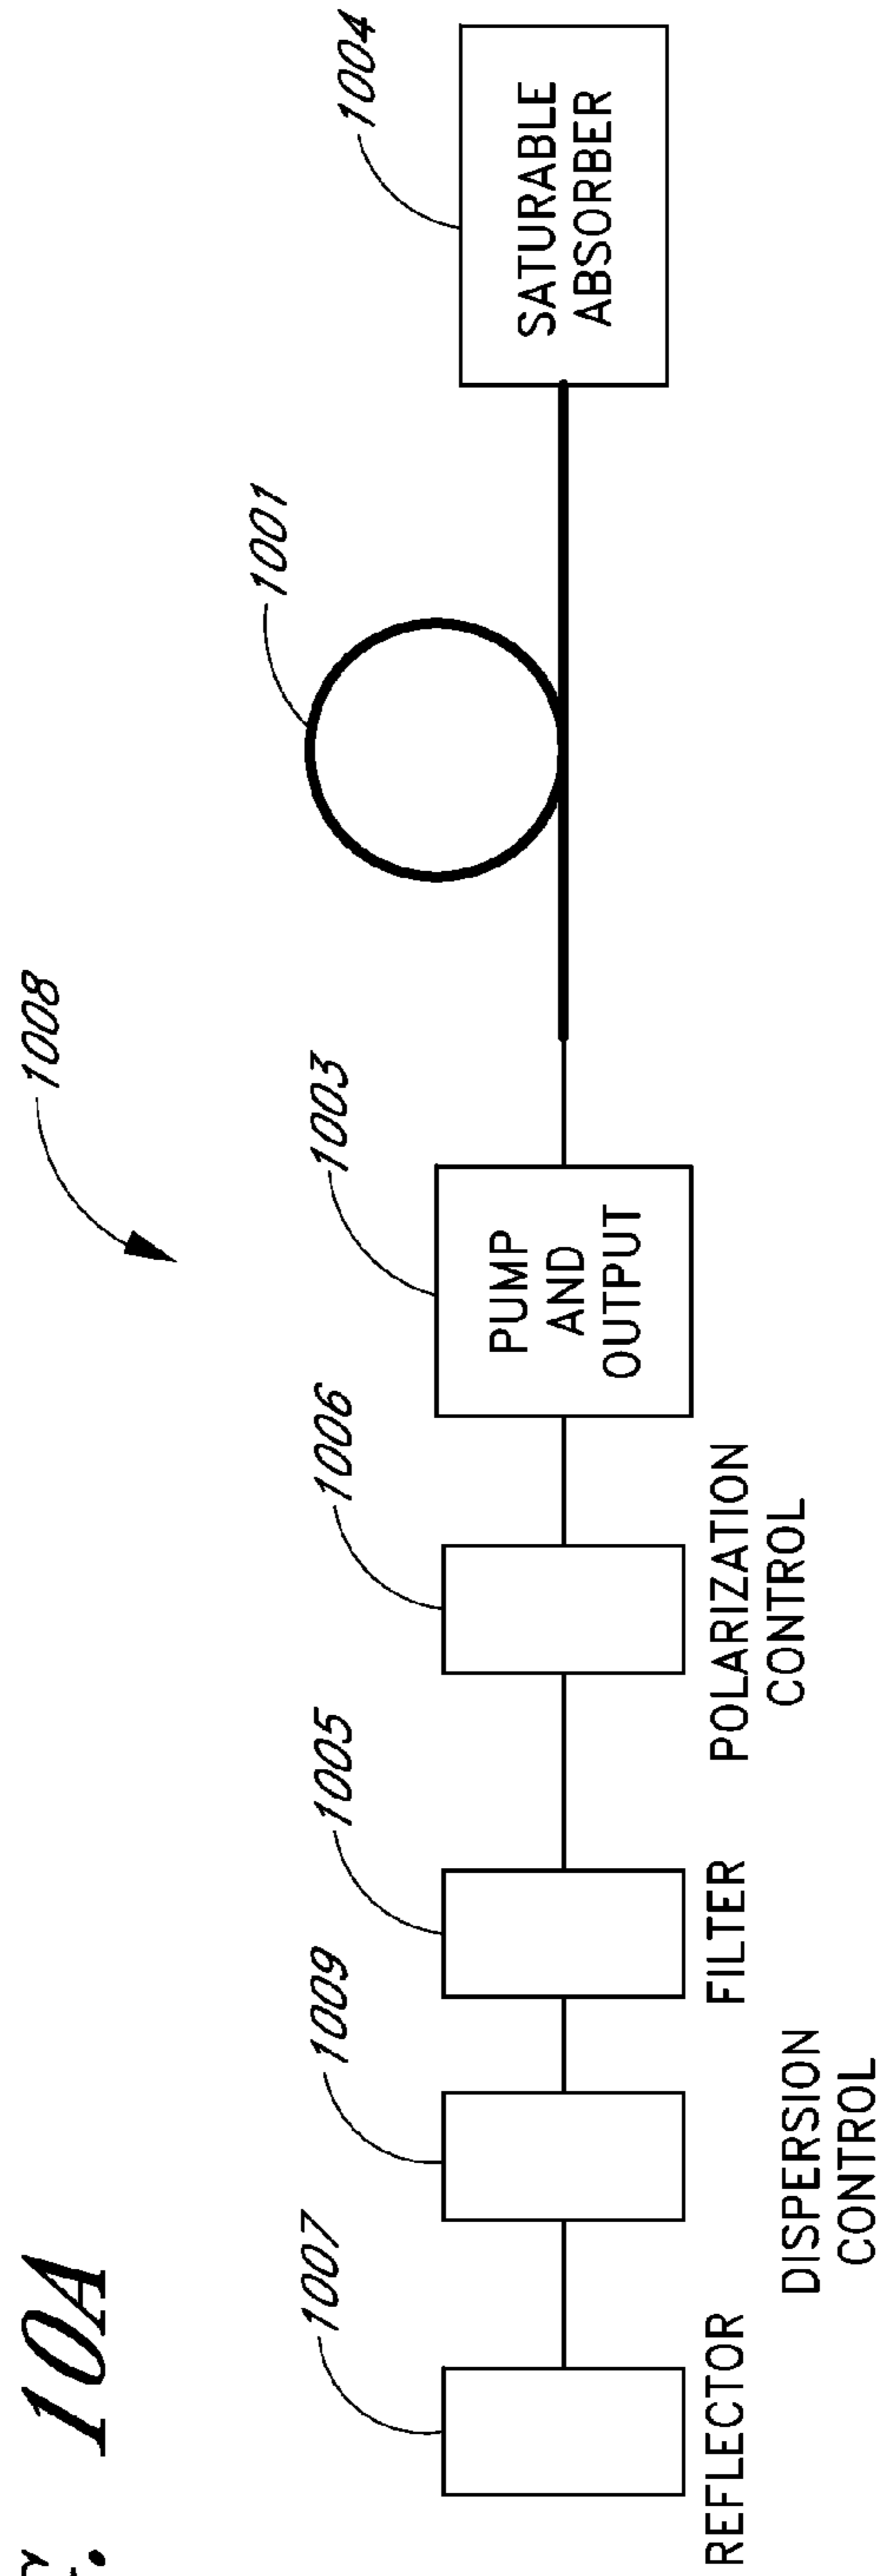 10A
1008
1007
1009
1005
1006
1003
1001
1004
PUMP
AND
OUTPUT
SATURABLE
ABSORBER
REFLECTOR
DISPERSION
CONTROL
FILTER
POLARIZATION
CONTROL